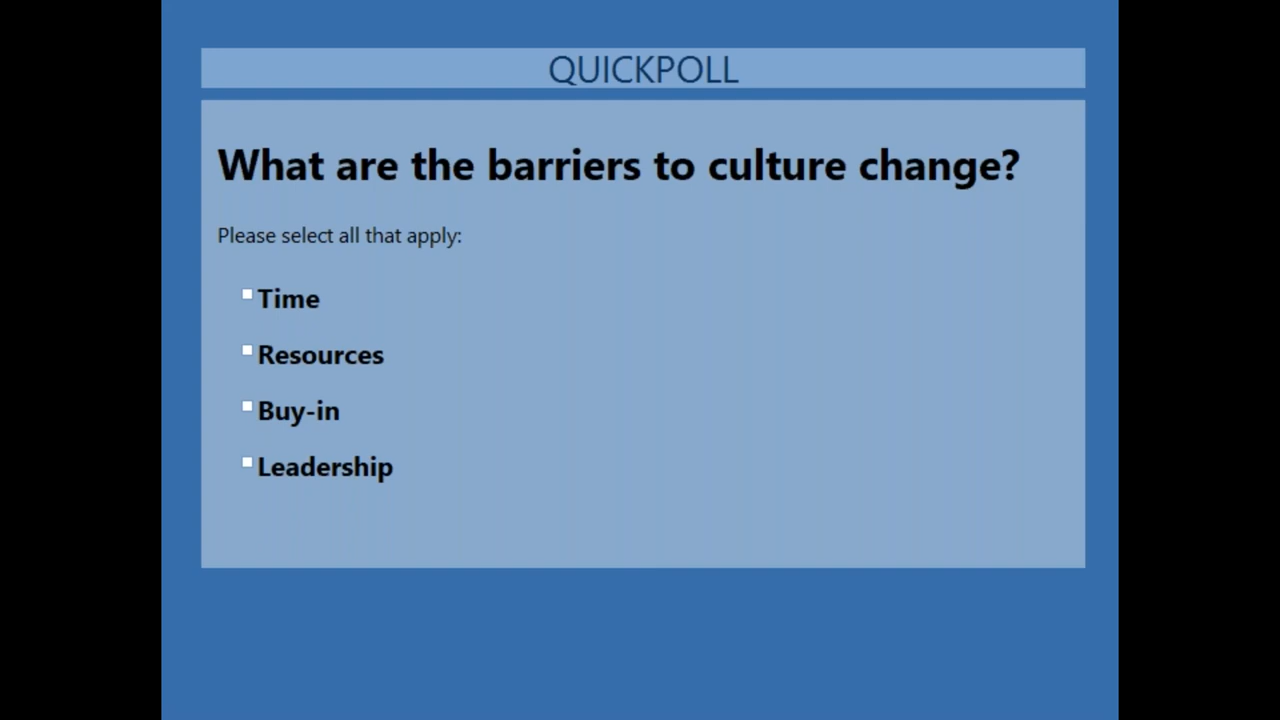 QUICKPOLL
What are the barriers to culture change?
Please select all that apply:
Time
Resources
Buy-in
Leadership